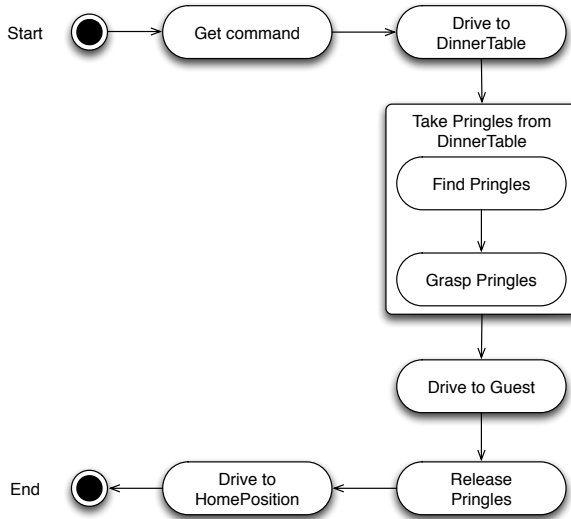 Start
Get command
Drive to
DinnerTable
Take Pringles from
DinnerTable
Find Pringles
Grasp Pringles
Drive to Guest
End
Drive to
HomePosition
Release
Pringles